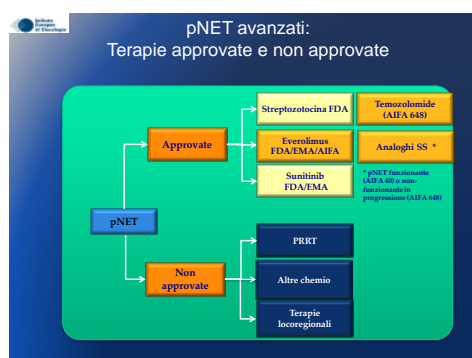 Istituto
Europeo
di Oncologia
pNET avanzati:
Terapie approvate e non approvate
Streptozotocina FDA
Temozolomide
(AIFA 648)
Approvate
Everolimus
FDA/EMA/AIFA
Analoghi SS *
Sunitinib
FDA/EMA
* pNET funzionante
(AIFA 40) o non-
funzionante in
progressione (AIFA 648)
pNET
PRRT
Non
approvate
Altre chemio
Terapie
locoregionali